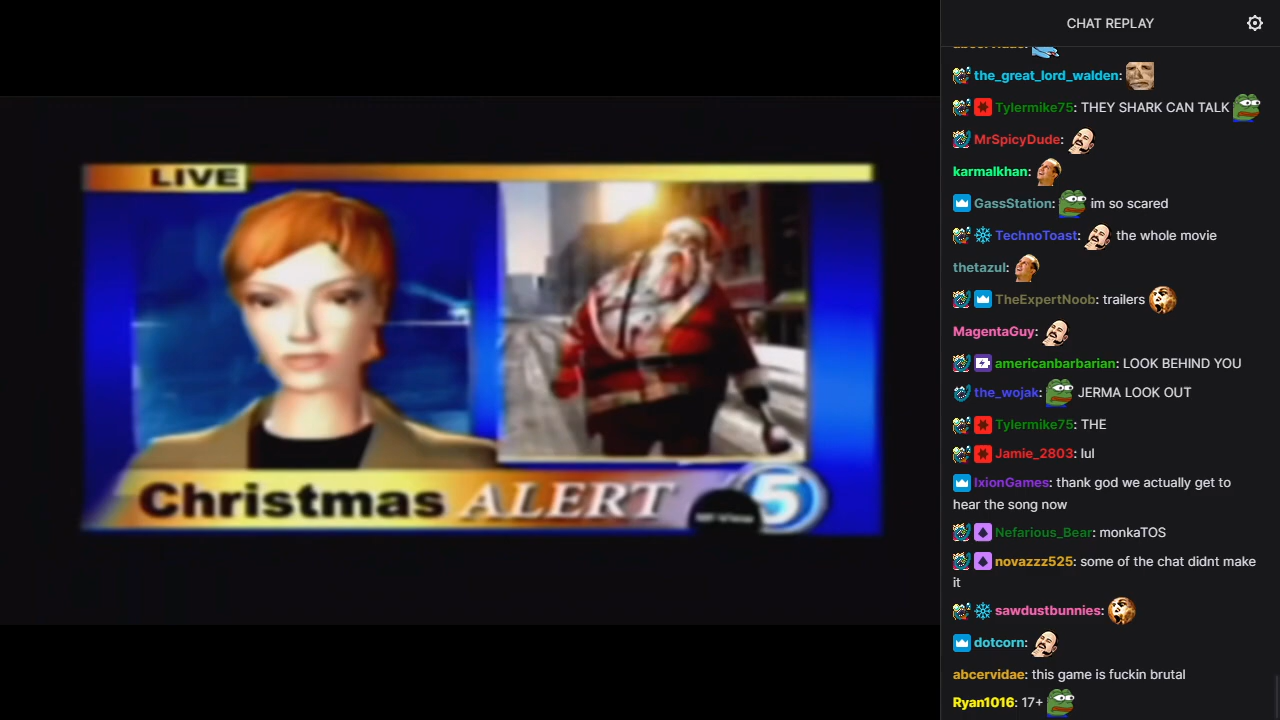 CHAT REPLAY
the_great_lord_walden:
Tylermike75: THEY SHARK CAN TALK
MrSpicyDude:
karmalkhan:
GassStation: im so scared
TechnoToast: the whole movie
thetazul:
TheExpertNoob: trailers
MagentaGuy:
americanbarbarian: LOOK BEHIND YOU
the_wojak: JERMA LOOK OUT
Tylermike75: THE
Jamie_2803: lul
IxionGames: thank god we actually get to
hear the song now
Nefarious_Bear: monkaTOS
novazzz525: some of the chat didnt make
it
sawdustbunnies:
dotcorn:
abcervidae: this game is fuckin brutal
Ryan1016: 17+
LIVE
Christmas ALERT 5